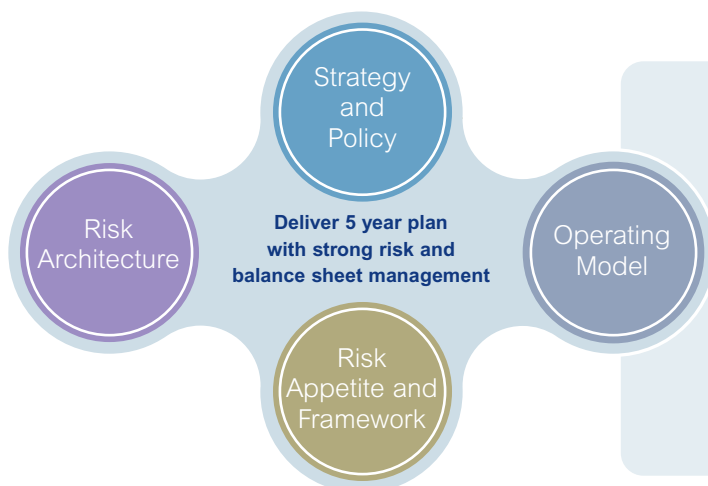 Strategy
and
Policy
Risk
Architecture
Deliver 5 year plan
with strong risk and
balance sheet management
Operating
Model
Risk
Appetite and
Framework